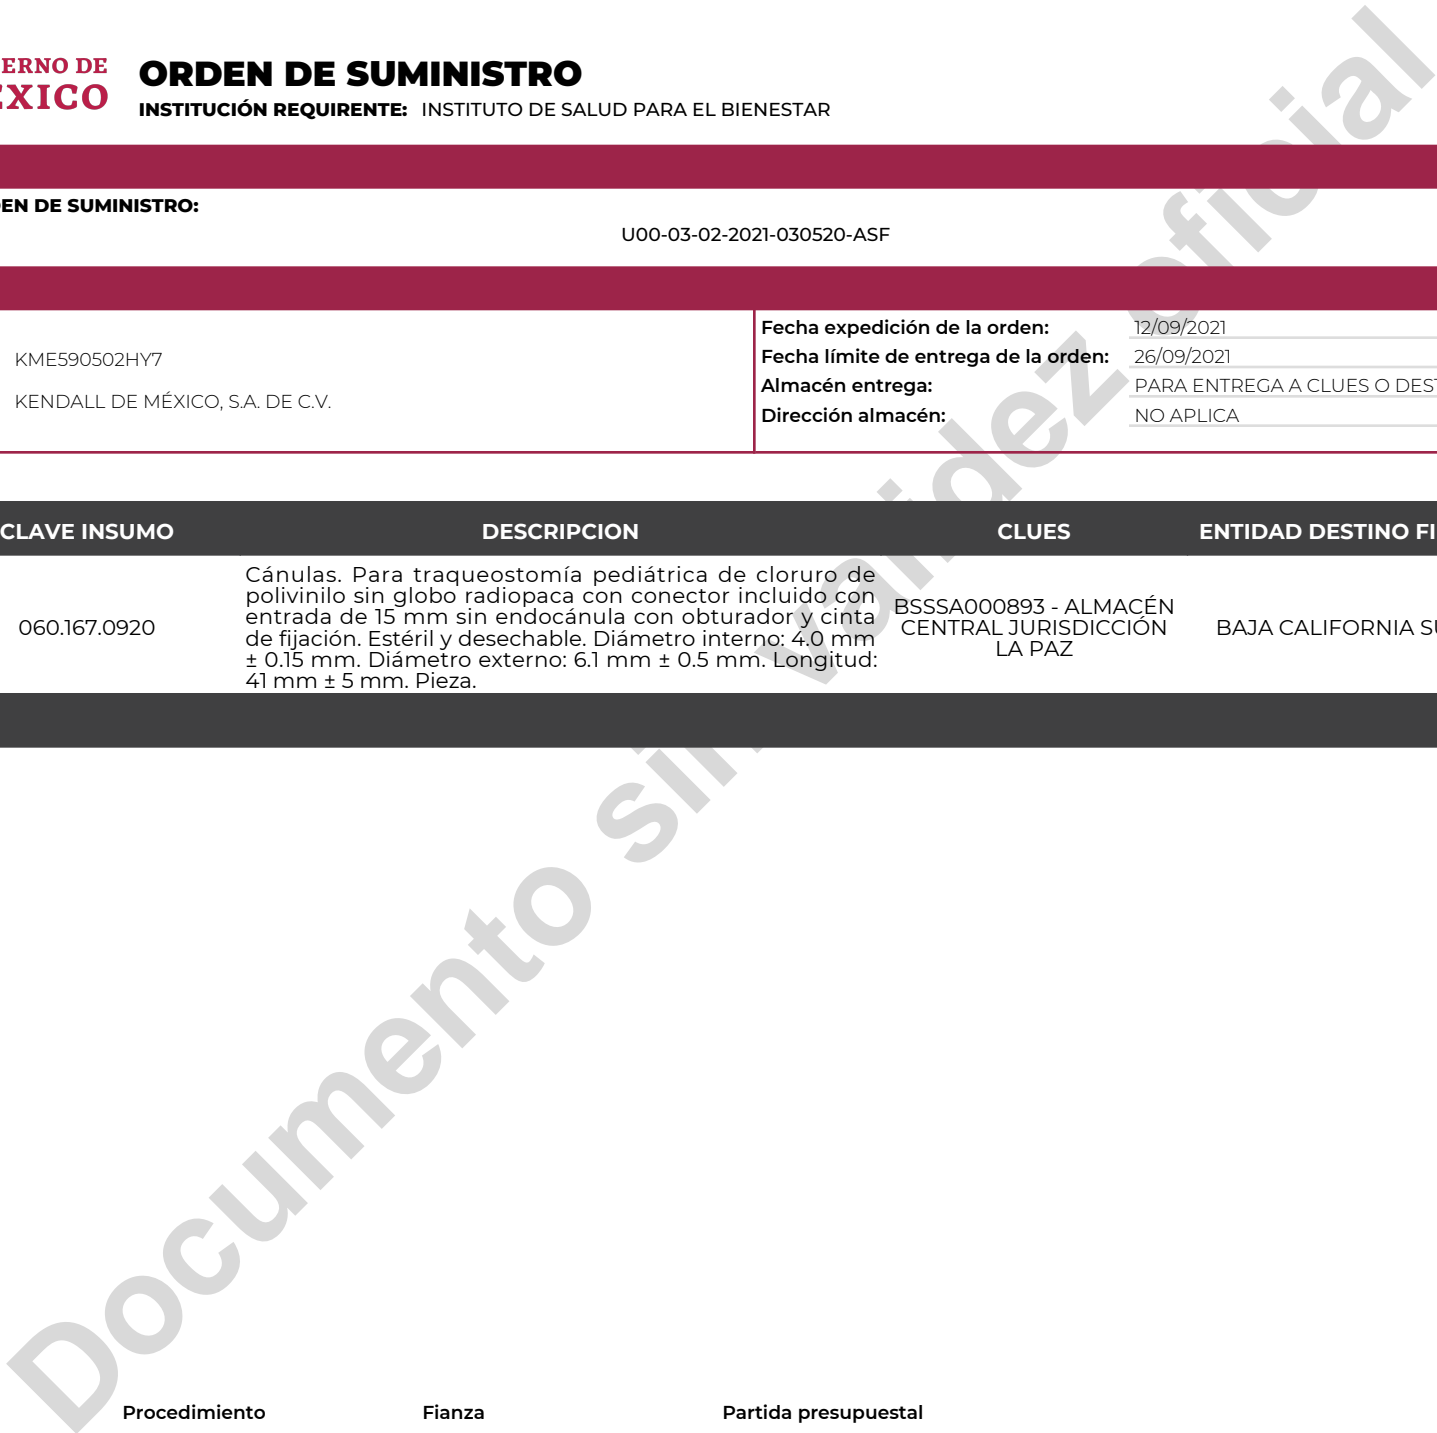 ERNO DE
ORDEN DE SUMINISTRO
INSTITUCIÓN REQUIRENTE: INSTITUTO DE SALUD PARA EL BIENESTAR
EN DE SUMINISTRO:
U00-03-02-2021-030520-ASF
KME590502HY7
KENDALL DE MÉXICO, S.A. DE C.V.
Fecha expedición de la orden: 12/09/2021
Fecha límite de entrega de la orden: 26/09/2021
Almacén entrega: PARA ENTREGA A CLUES O DEST
Dirección almacén: NO APLICA
CLAVE INSUMO DESCRIPCION CLUES ENTIDAD DESTINO FI
060.167.0920
Cánulas. Para traqueostomía pediátrica de cloruro de
polivinilo sin globo radiopaca con conector incluido con
entrada de 15 mm sin endocánula con obturador y cinta
de fijación. Estéril y desechable. Diámetro interno: 4.0 mm
± 0.15 mm. Diámetro externo: 6.1 mm ± 0.5 mm. Longitud:
41 mm ± 5 mm. Pieza.
BSSSA000893 - ALMACÉN
CENTRAL JURISDICCIÓN
LA PAZ
BAJA CALIFORNIA SU
Documento sin validez oficial
Procedimiento Fianza Partida presupuestal